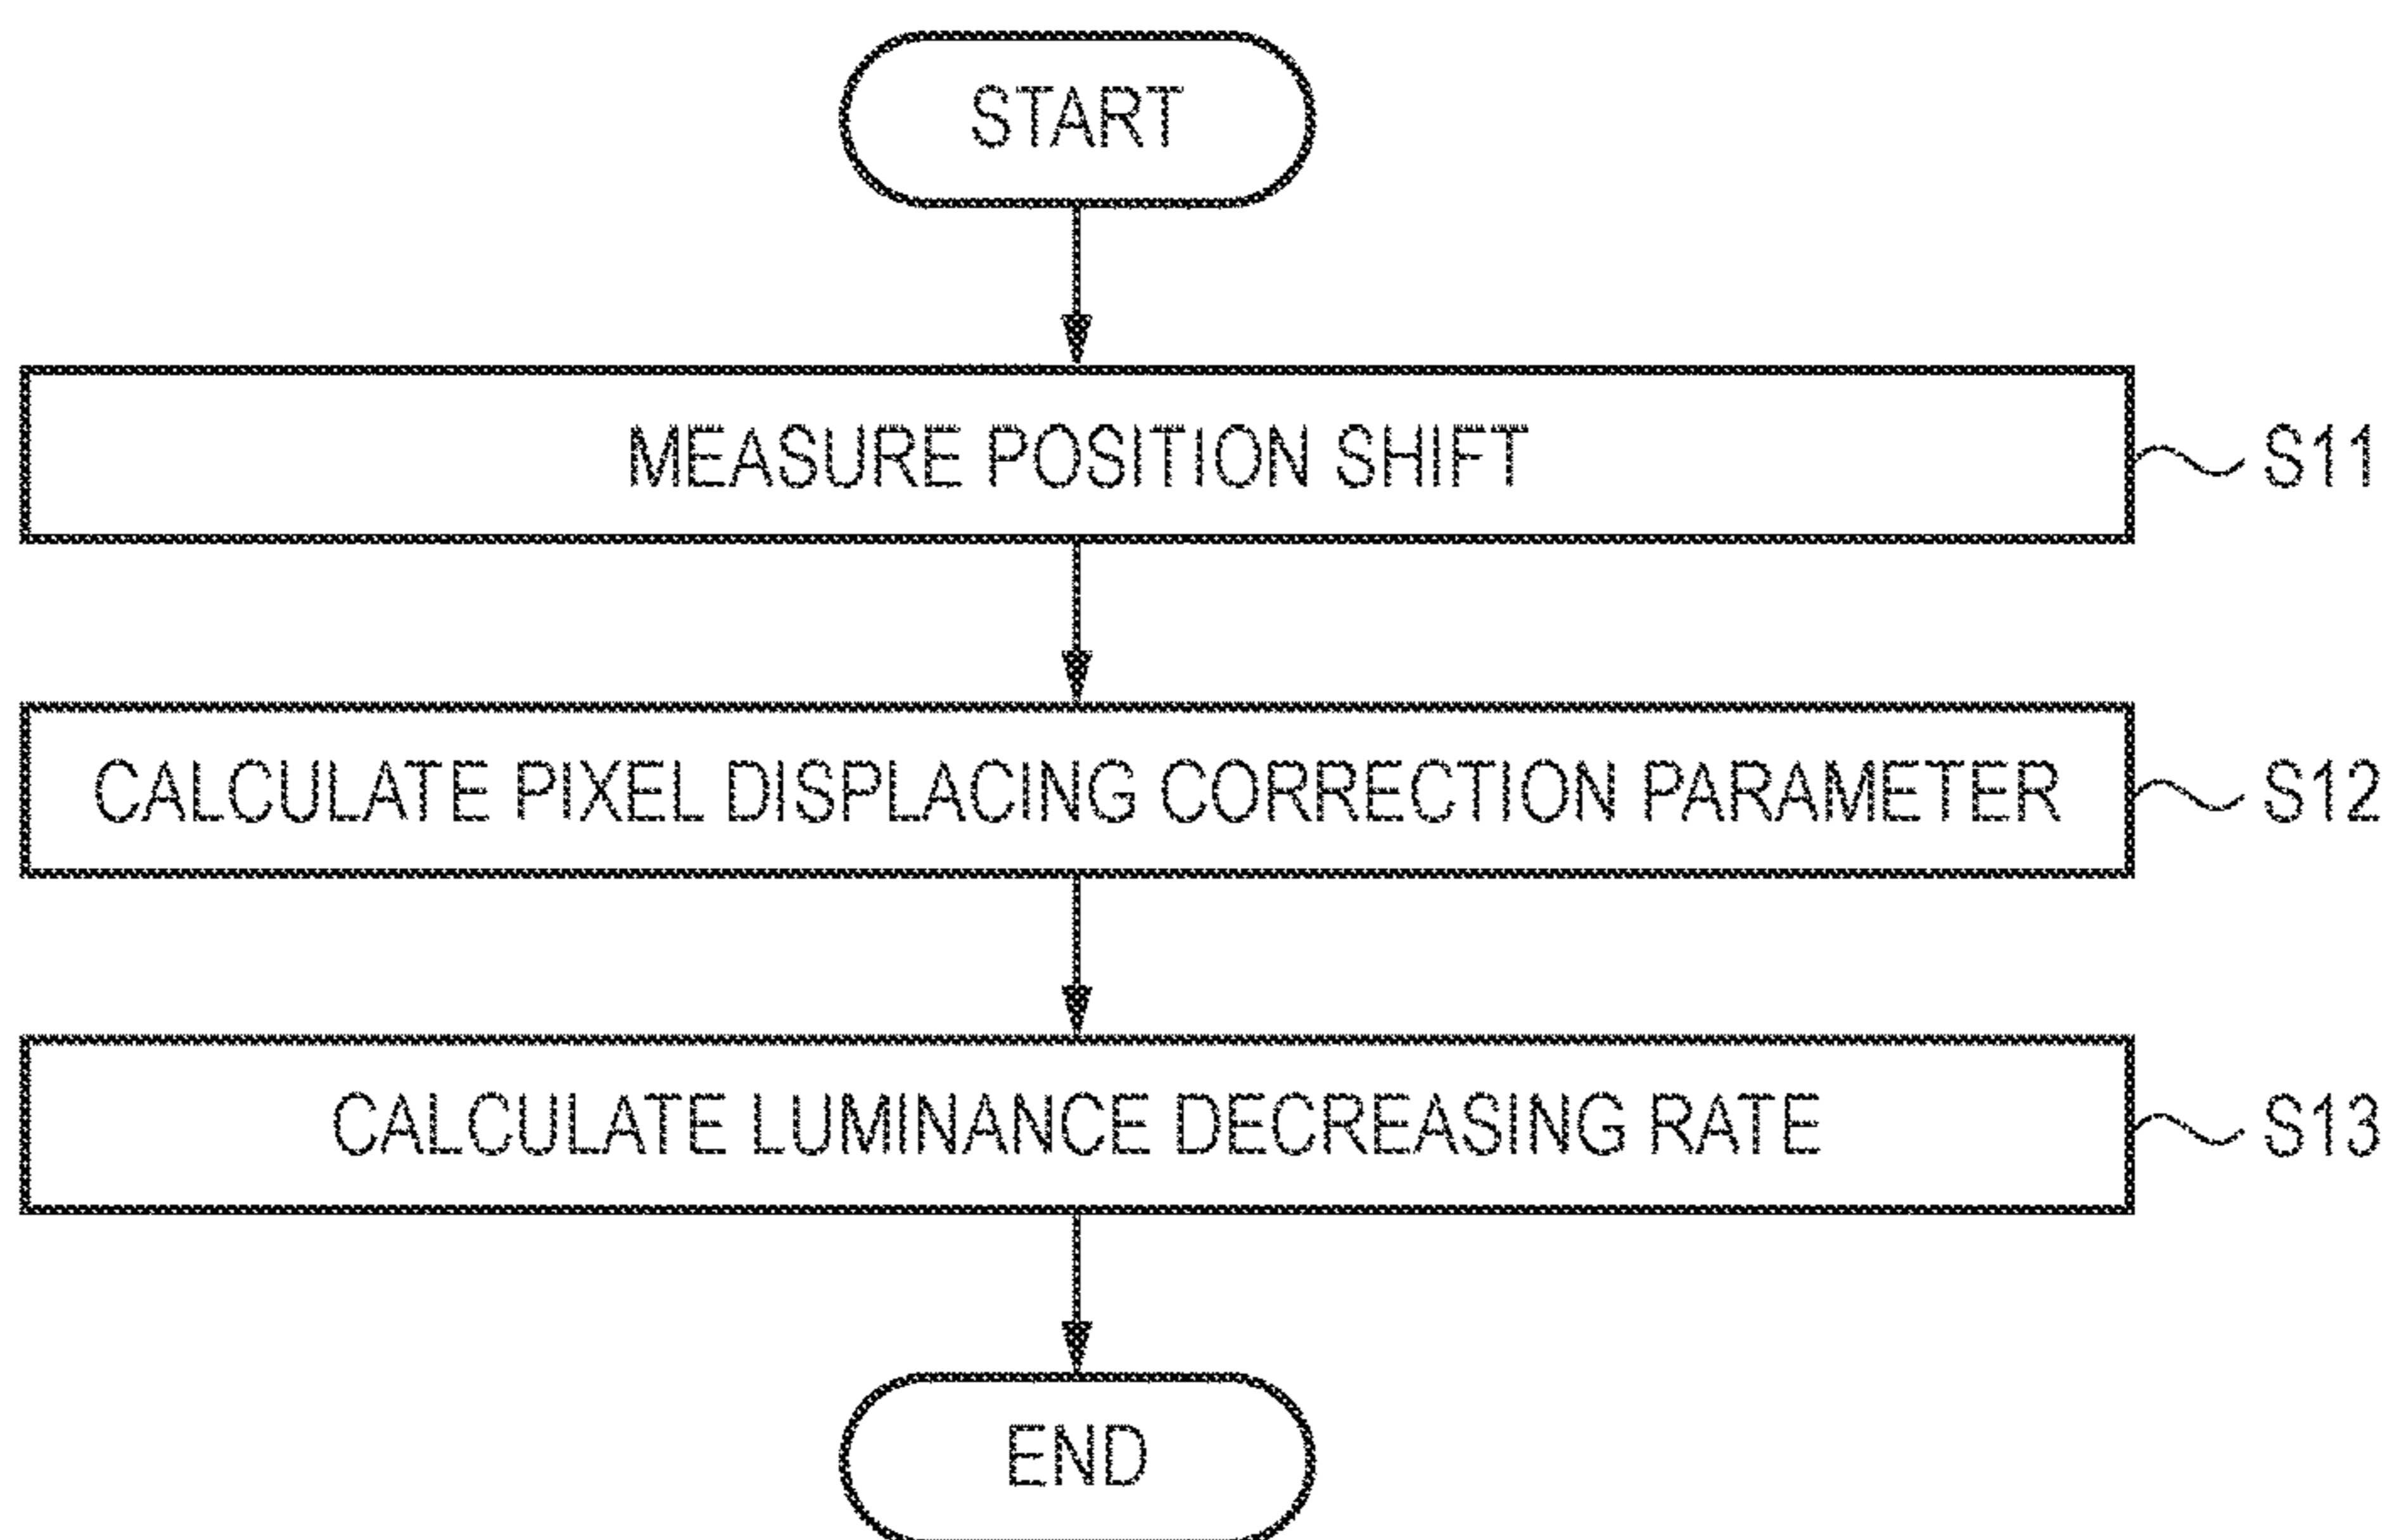 START
MEASURE POSITION SHIFT
S11
CALCULATE PIXEL DISPLACING CORRECTION PARAMETER
S12
CALCULATE LUMINANCE DECREASING RATE
S13
END